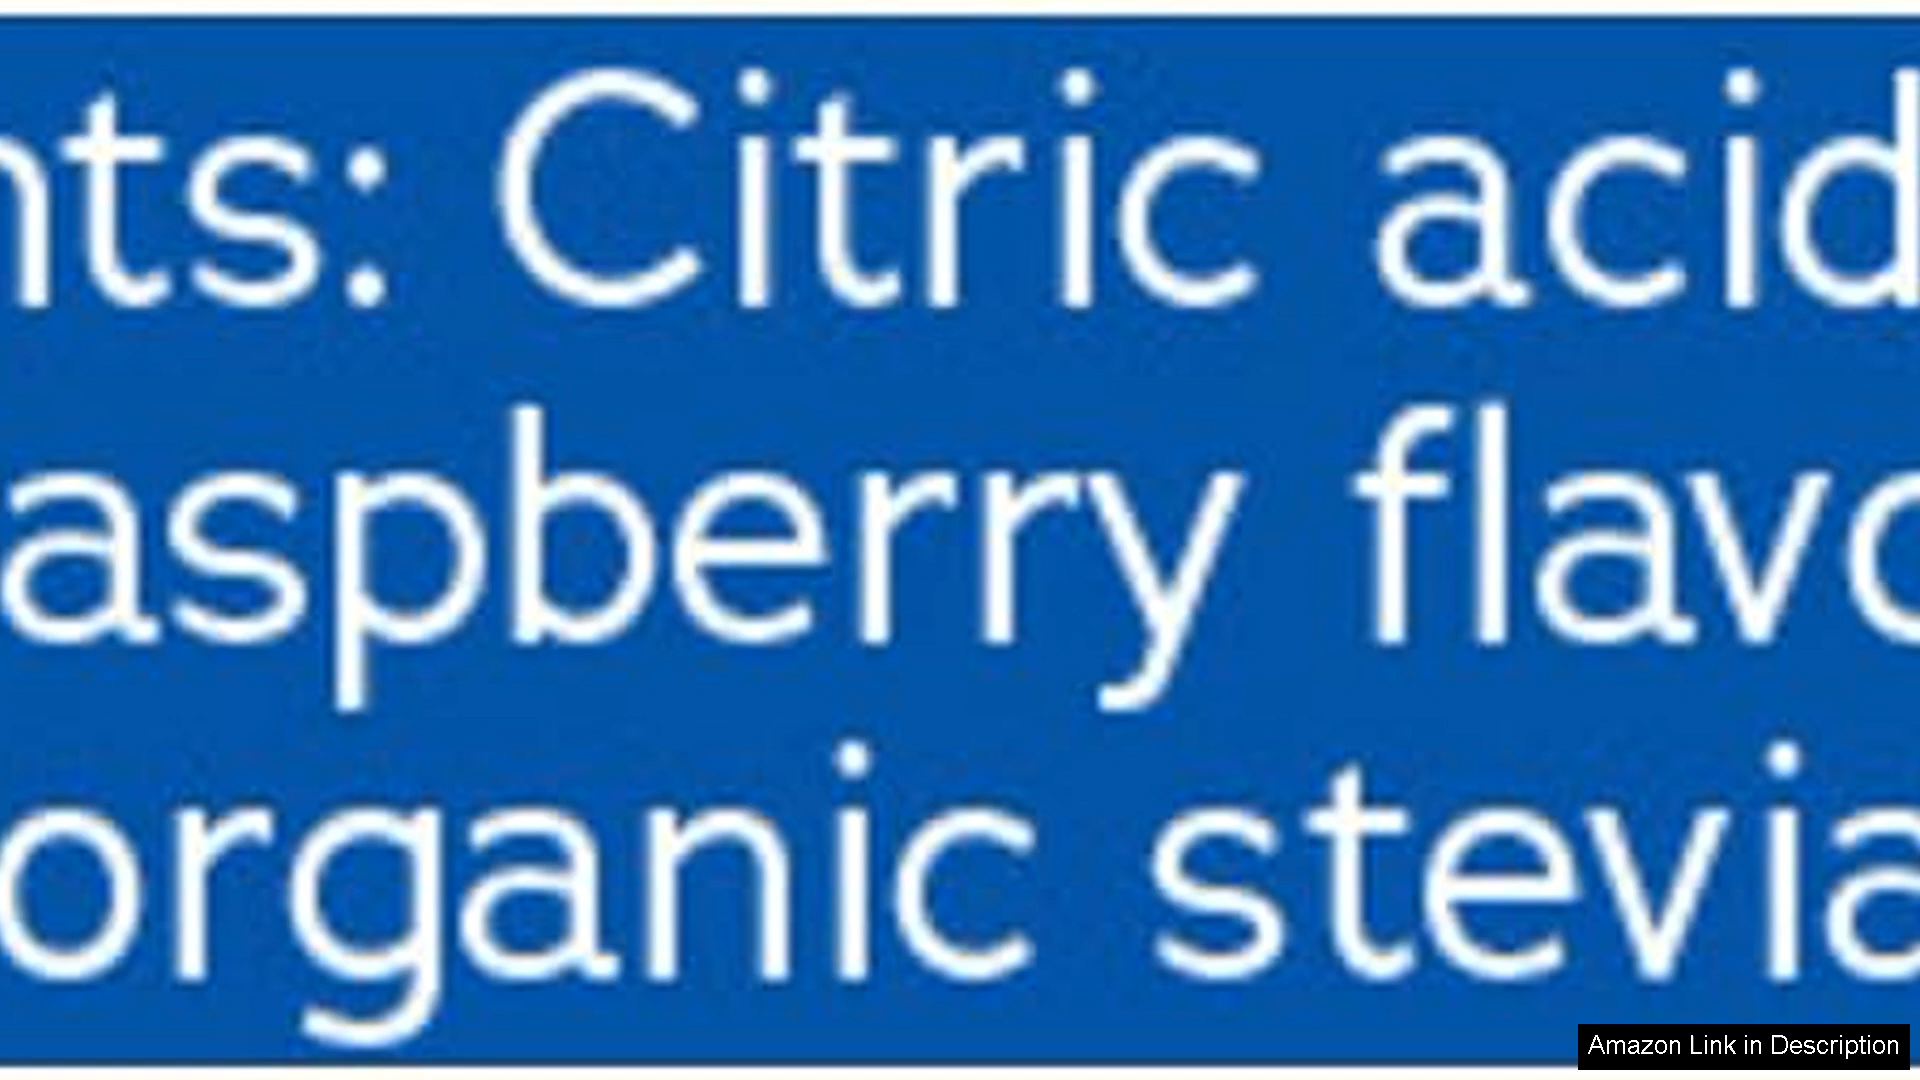 nts: Citric acid
aspberry flavo
organic stevia
Amazon Link in Description